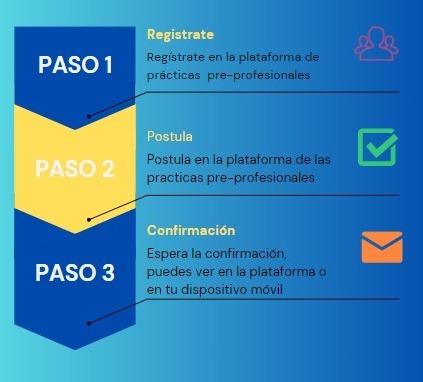 PASO 1
Registrate
Regístrate en la plataforma de
prácticas pre-profesionales
PASO 2
Postula
Postula en la plataforma de las
practicas pre-profesionales
PASO 3
Confirmación
Espera la confirmación,
puedes ver en la plataforma o
en tu dispositivo móvil